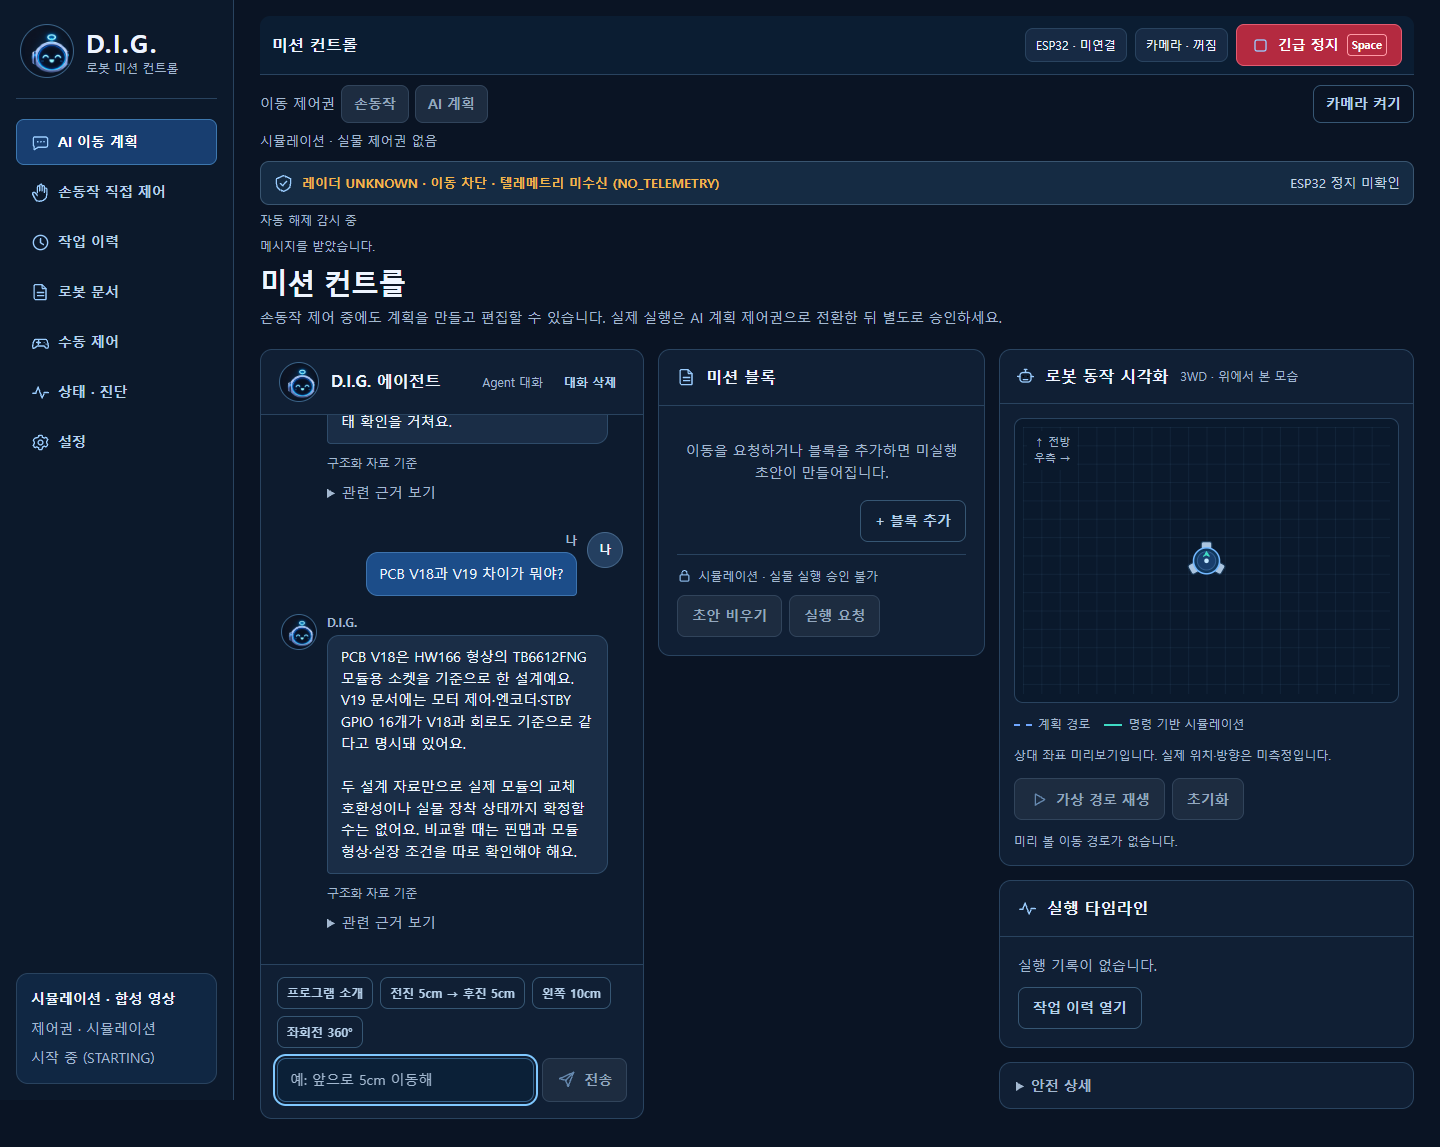 D.I.G.
로봇 미션 컨트롤
AI 이동 계획
손동작 직접 제어
작업 이력
로봇 문서
수동 제어
상태 · 진단
설정
시뮬레이션 · 합성 영상
제어권 · 시뮬레이션
시작 중 (STARTING)
미션 컨트롤
ESP32 · 미연결
카메라 · 꺼짐
긴급 정지 Space
이동 제어권
손동작
AI 계획
카메라 켜기
시뮬레이션 · 실물 제어권 없음
레이더 UNKNOWN · 이동 차단 · 텔레메트리 미수신 (NO_TELEMETRY)
ESP32 정지 미확인
자동 해제 감시 중
메시지를 받았습니다.
미션 컨트롤
손동작 제어 중에도 계획을 만들고 편집할 수 있습니다. 실제 실행은 AI 계획 제어권으로 전환한 뒤 별도로 승인하세요.
D.I.G. 에이전트
Agent 대화
대화 삭제
태 확인을 거쳐요.
구조화 자료 기준
▶ 관련 근거 보기
나
나
PCB V18과 V19 차이가 뭐야?
D.I.G.
PCB V18은 HW166 형상의 TB6612FNG
모듈용 소켓을 기준으로 한 설계예요.
V19 문서에는 모터 제어·엔코더·STBY
GPIO 16개가 V18과 회로도 기준으로 같
다고 명시돼 있어요.
두 설계 자료만으로 실제 모듈의 교체
호환성이나 실물 장착 상태까지 확정할
수는 없어요. 비교할 때는 핀맵과 모듈
형상·실장 조건을 따로 확인해야 해요.
구조화 자료 기준
▶ 관련 근거 보기
프로그램 소개
전진 5cm → 후진 5cm
왼쪽 10cm
좌회전 360°
예: 앞으로 5cm 이동해
전송
미션 블록
이동을 요청하거나 블록을 추가하면 미실행
초안이 만들어집니다.
+ 블록 추가
시뮬레이션 · 실물 실행 승인 불가
초안 비우기
실행 요청
로봇 동작 시각화
3WD · 위에서 본 모습
↑ 전방
우측 →
계획 경로
명령 기반 시뮬레이션
상대 좌표 미리보기입니다. 실제 위치·방향은 미측정입니다.
가상 경로 재생
초기화
미리 볼 이동 경로가 없습니다.
실행 타임라인
실행 기록이 없습니다.
작업 이력 열기
▶ 안전 상세